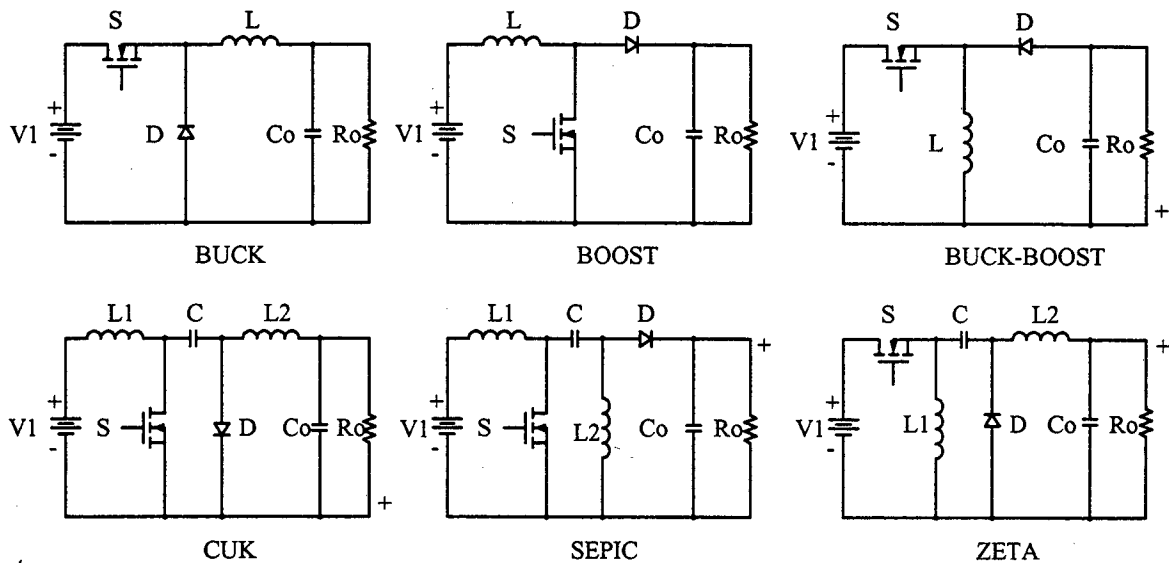 S
L
+
V1
-
D
Co
Ro
BUCK
L
D
+
V1
-
S
Co
Ro
BOOST
S
D
+
V1
-
L
Co
Ro
+
BUCK-BOOST
L1
C
L2
+
V1
-
S
D
Co
Ro
+
CUK
L1
C
D
+
+
V1
-
S
L2
Co
Ro
SEPIC
S
C
L2
+
+
V1
-
L1
D
Co
Ro
ZETA